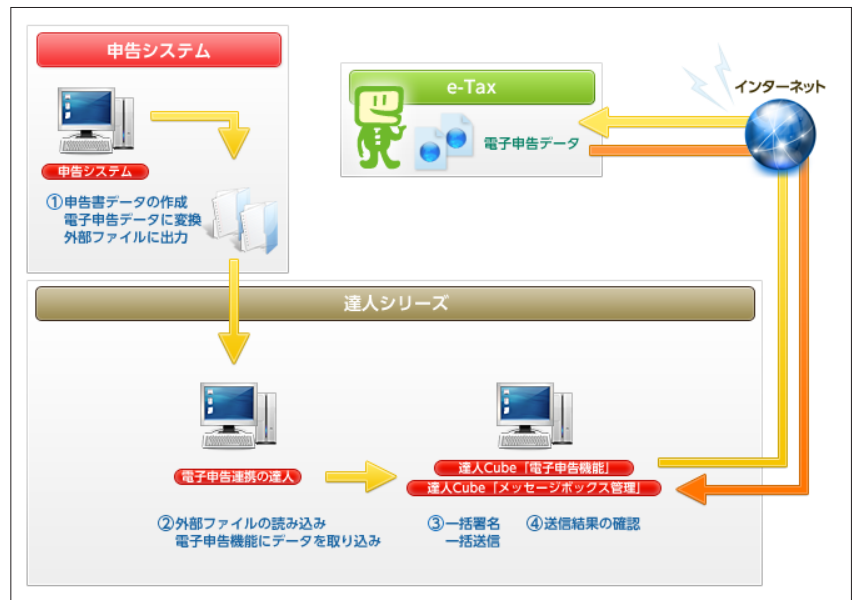 申告システム
申告システム
①申告書データの作成
電子申告データに変換
外部ファイルに出力
e-Tax
電子申告データ
インターネット
達人シリーズ
電子申告連携の達人
②外部ファイルの読み込み
電子申告機能にデータを取り込み
達人Cube「電子申告機能」
達人Cube「メッセージボックス管理」
③一括署名
一括送信
④送信結果の確認